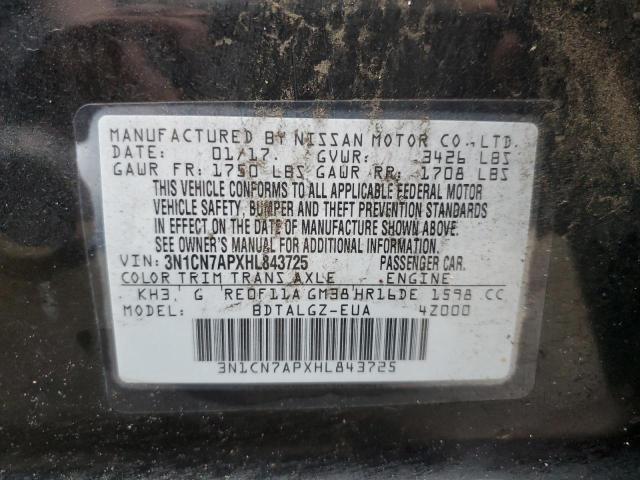 MANUFACTURED BY NISSAN MOTOR CO.,LTD.
DATE: 01/17 GVWR: 3426 LBS
GAWR FR: 1750 LBS GAWR RR: 1708 LBS
THIS VEHICLE CONFORMS TO ALL APPLICABLE FEDERAL MOTOR
VEHICLE SAFETY, BUMPER AND THEFT PREVENTION STANDARDS
IN EFFECT ON THE DATE OF MANUFACTURE SHOWN ABOVE.
SEE OWNER'S MANUAL FOR ADDITIONAL INFORMATION.
VIN: 3N1CN7APXHL843725 PASSENGER CAR.
COLOR TRIM TRANS AXLE ENGINE
KH3 G RE0F11A GM38 HR16DE 1598 CC
MODEL: BDTALGZ-EUA 4Z000
3N1CN7APXHL843725